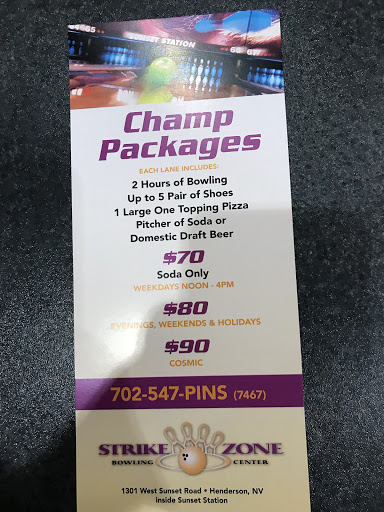 SUNSET STATION
Champ
Packages
EACH LANE INCLUDES:
2 Hours of Bowling
Up to 5 Pair of Shoes
1 Large One Topping Pizza
Pitcher of Soda or
Domestic Draft Beer
$70
Soda Only
WEEKDAYS NOON - 4PM
$80
EVENINGS, WEEKENDS & HOLIDAYS
$90
COSMIC
702-547-PINS (7467)
STRIKE ZONE
BOWLING CENTER
1301 West Sunset Road • Henderson, NV
Inside Sunset Station